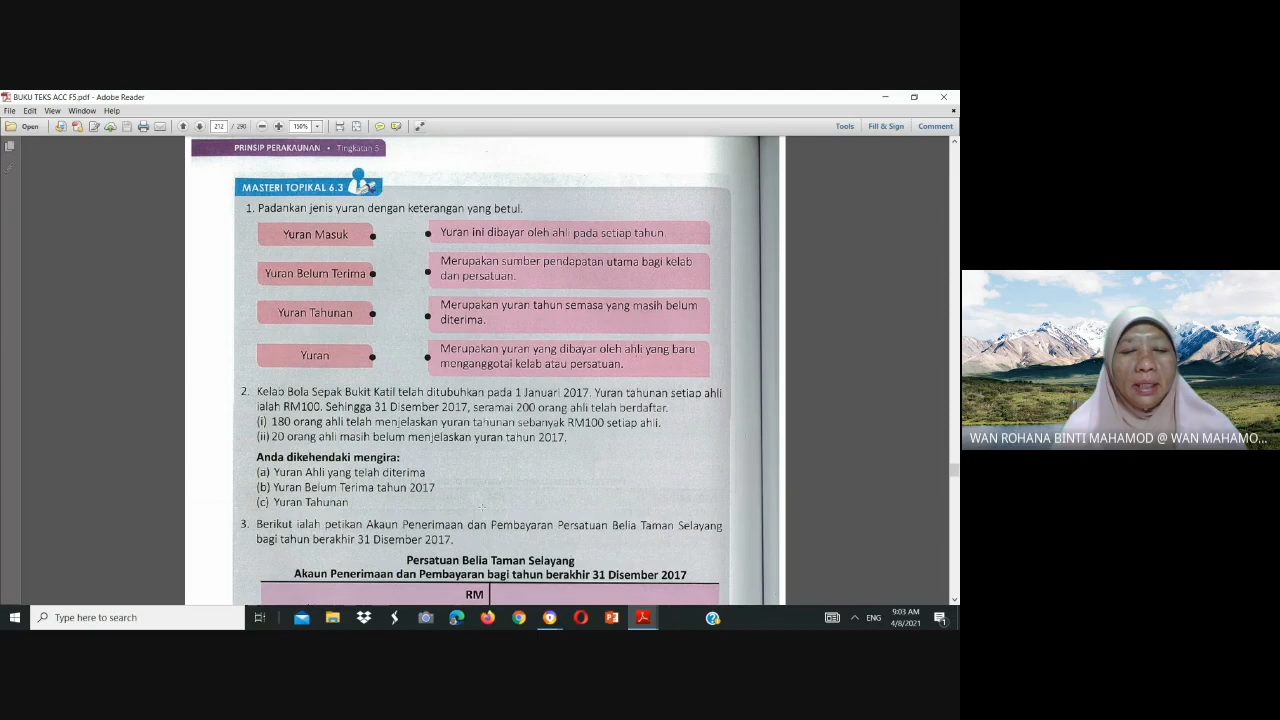 BUKU TEKS ACC F5.pdf - Adobe Reader
File Edit View Window Help
Open 212 / 290 150% Tools Fill & Sign Comment
PRINSIP PERAKAUNAN • Tingkatan 5
MASTERI TOPIKAL 6.3
1. Padankan jenis yuran dengan keterangan yang betul.
Yuran Masuk
Yuran ini dibayar oleh ahli pada setiap tahun.
Yuran Belum Terima
Merupakan sumber pendapatan utama bagi kelab
dan persatuan.
Yuran Tahunan
Merupakan yuran tahun semasa yang masih belum
diterima.
Yuran
Merupakan yuran yang dibayar oleh ahli yang baru
menganggotai kelab atau persatuan.
2. Kelab Bola Sepak Bukit Katil telah ditubuhkan pada 1 Januari 2017. Yuran tahunan setiap ahli
ialah RM100. Sehingga 31 Disember 2017, seramai 200 orang ahli telah berdaftar.
(i) 180 orang ahli telah menjelaskan yuran tahunan sebanyak RM100 setiap ahli.
(ii) 20 orang ahli masih belum menjelaskan yuran tahun 2017.
Anda dikehendaki mengira:
(a) Yuran Ahli yang telah diterima
(b) Yuran Belum Terima tahun 2017
(c) Yuran Tahunan
3. Berikut ialah petikan Akaun Penerimaan dan Pembayaran Persatuan Belia Taman Selayang
bagi tahun berakhir 31 Disember 2017.
Persatuan Belia Taman Selayang
Akaun Penerimaan dan Pembayaran bagi tahun berakhir 31 Disember 2017
RM
WAN ROHANA BINTI MAHAMOD @ WAN MAHAMO...
Type here to search
ENG
9:03 AM
4/8/2021